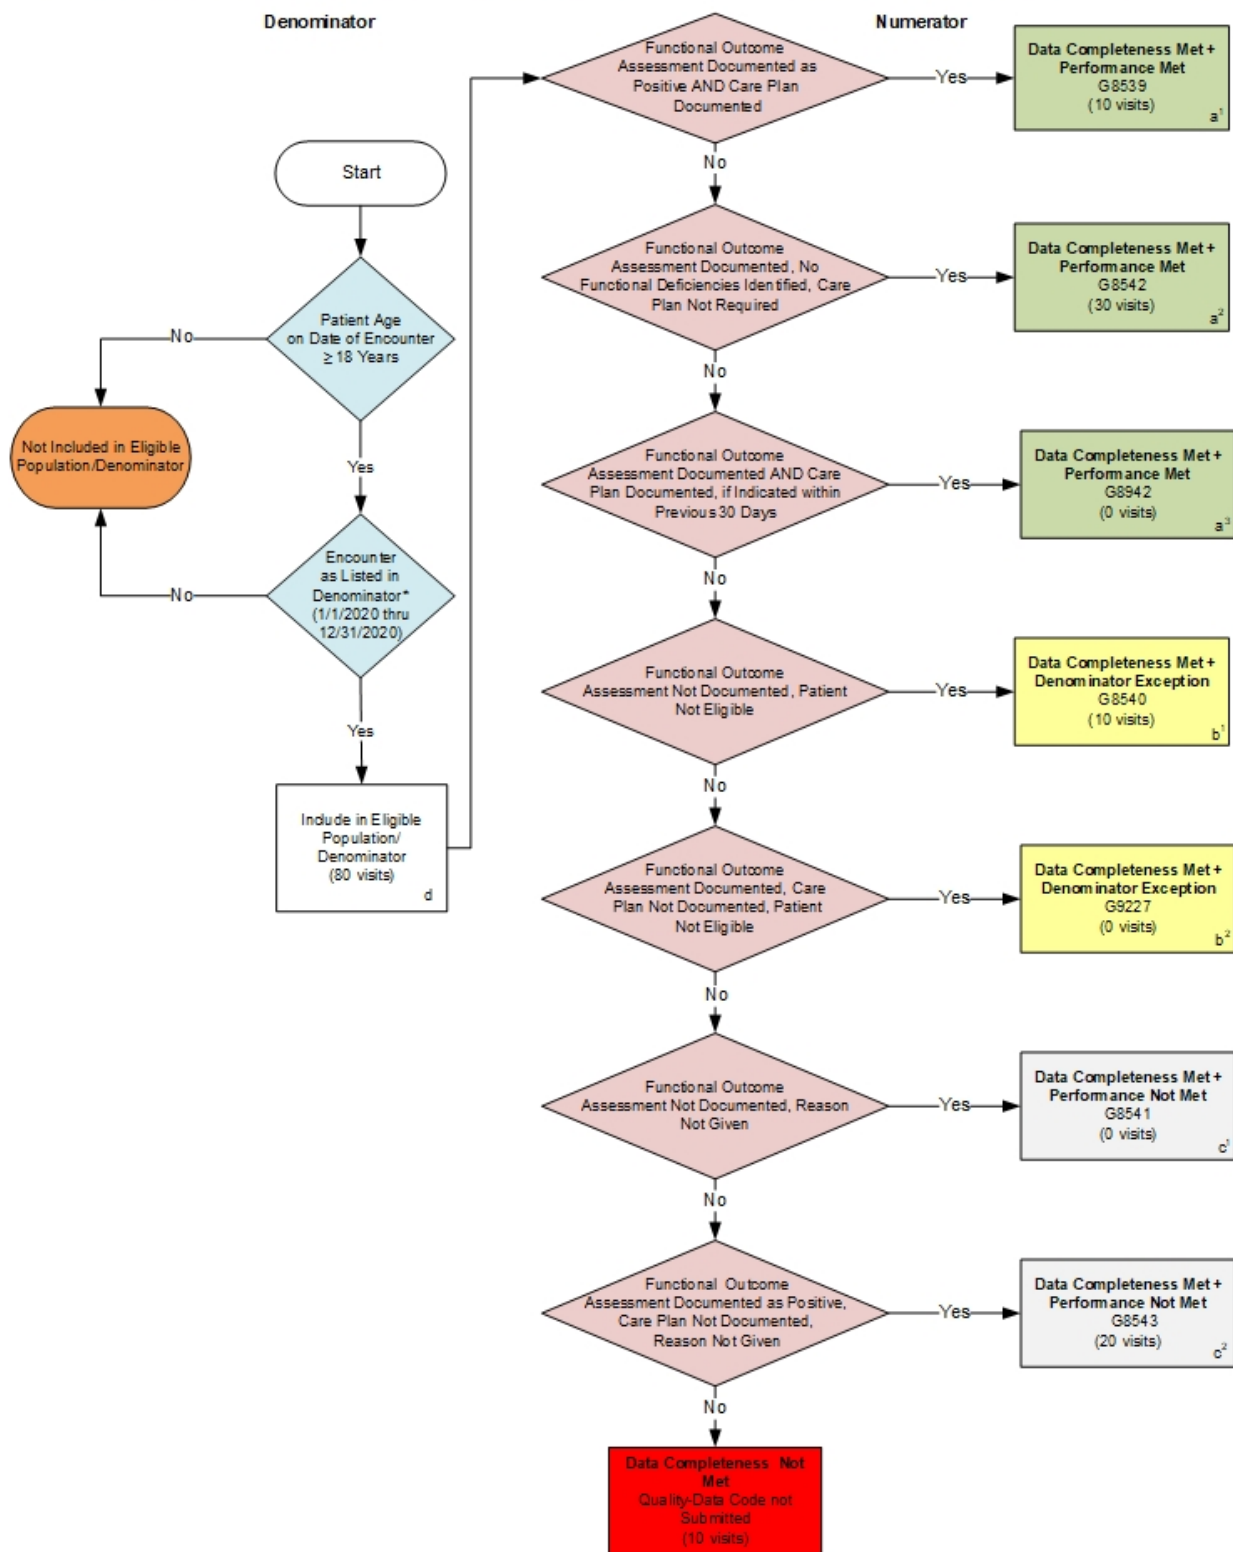 Denominator
Numerator
Start
Patient Age
on Date of Encounter
≥ 18 Years
No
Not Included in Eligible
Population/Denominator
Yes
Encounter
as Listed in
Denominator*
(1/1/2020 thru
12/31/2020)
No
Yes
Include in Eligible
Population/
Denominator
(80 visits)
d
Functional Outcome
Assessment Documented as
Positive AND Care Plan
Documented
Yes
Data Completeness Met +
Performance Met
G8539
(10 visits)
a¹
No
Functional Outcome
Assessment Documented, No
Functional Deficiencies Identified, Care
Plan Not Required
Yes
Data Completeness Met +
Performance Met
G8542
(30 visits)
a²
No
Functional Outcome
Assessment Documented AND Care
Plan Documented, if Indicated within
Previous 30 Days
Yes
Data Completeness Met +
Performance Met
G8942
(0 visits)
a³
No
Functional Outcome
Assessment Not Documented, Patient
Not Eligible
Yes
Data Completeness Met +
Denominator Exception
G8540
(10 visits)
b¹
No
Functional Outcome
Assessment Documented, Care
Plan Not Documented, Patient
Not Eligible
Yes
Data Completeness Met +
Denominator Exception
G9227
(0 visits)
b²
No
Functional Outcome
Assessment Not Documented, Reason
Not Given
Yes
Data Completeness Met +
Performance Not Met
G8541
(0 visits)
c¹
No
Functional Outcome
Assessment Documented as Positive,
Care Plan Not Documented,
Reason Not Given
Yes
Data Completeness Met +
Performance Not Met
G8543
(20 visits)
c²
No
Data Completeness Not
Met
Quality-Data Code not
Submitted
(10 visits)